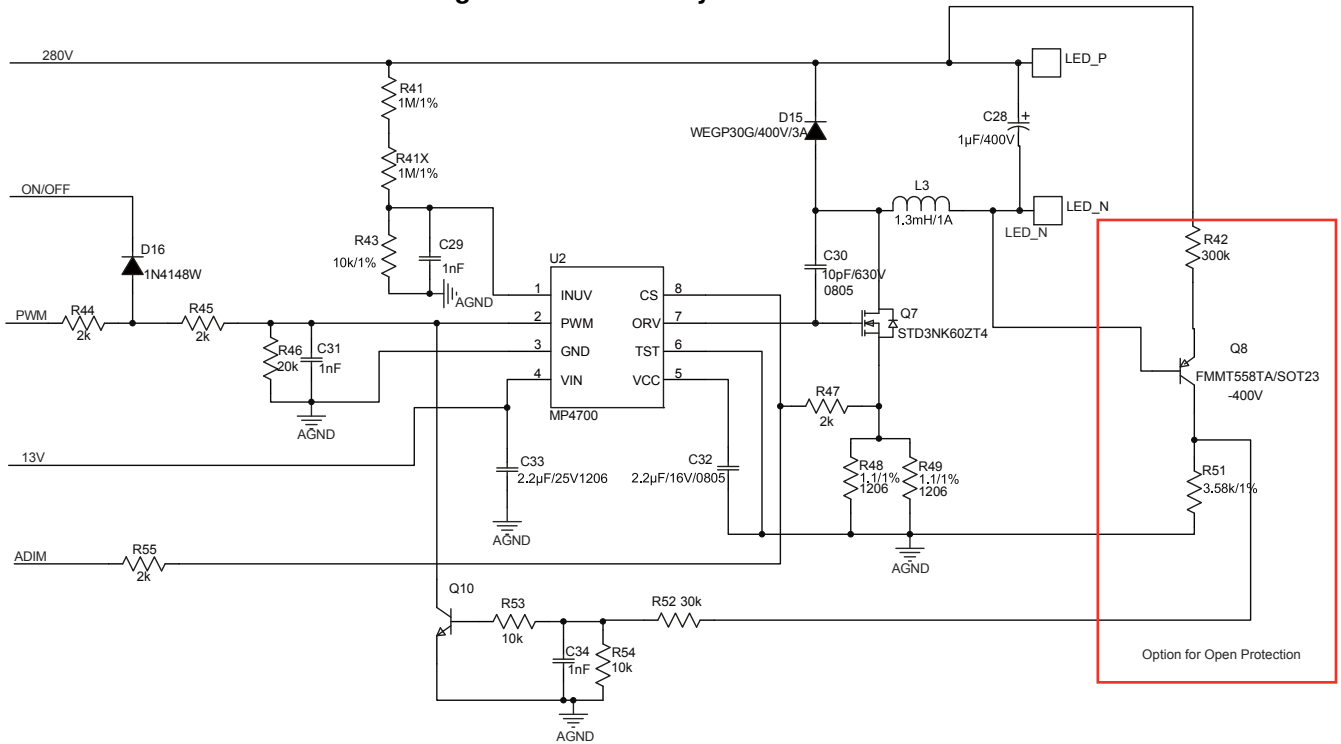 280V
LED_P
R41
1M/1%
D15
WEGP30G/400V/3A
C28
+
1µF/400V
R41X
1M/1%
ON/OFF
L3
1.3mH/1A
LED_N
LED_N
D16
1N4148W
R43
10k/1%
C29
1nF
AGND
C30
10pF/630V
0805
R42
300k
U2
1 INUV CS 8
2 PWM ORV 7
3 GND TST 6
4 VIN VCC 5
MP4700
PWM
R44
2k
R45
2k
R46
20k
C31
1nF
AGND
Q7
STD3NK60ZT4
Q8
FMMT558TA/SOT23
-400V
R47
2k
13V
C33
2.2µF/25V1206
AGND
C32
2.2µF/16V/0805
R48
1.1/1%
1206
R49
1.1/1%
1206
AGND
R51
3.58k/1%
ADIM
R55
2k
Q10
R53
10k
R52 30k
C34
1nF
R54
10k
AGND
Option for Open Protection